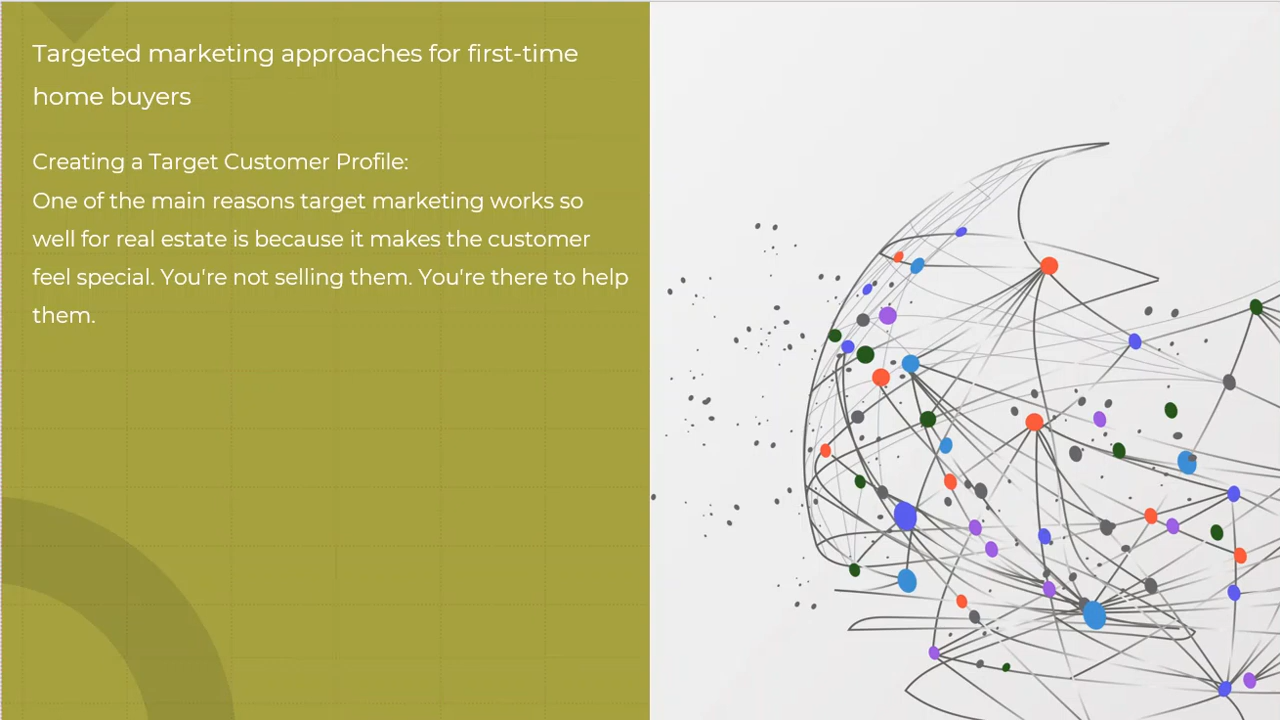 Targeted marketing approaches for first-time
home buyers
Creating a Target Customer Profile:
One of the main reasons target marketing works so
well for real estate is because it makes the customer
feel special. You're not selling them. You're there to help
them.